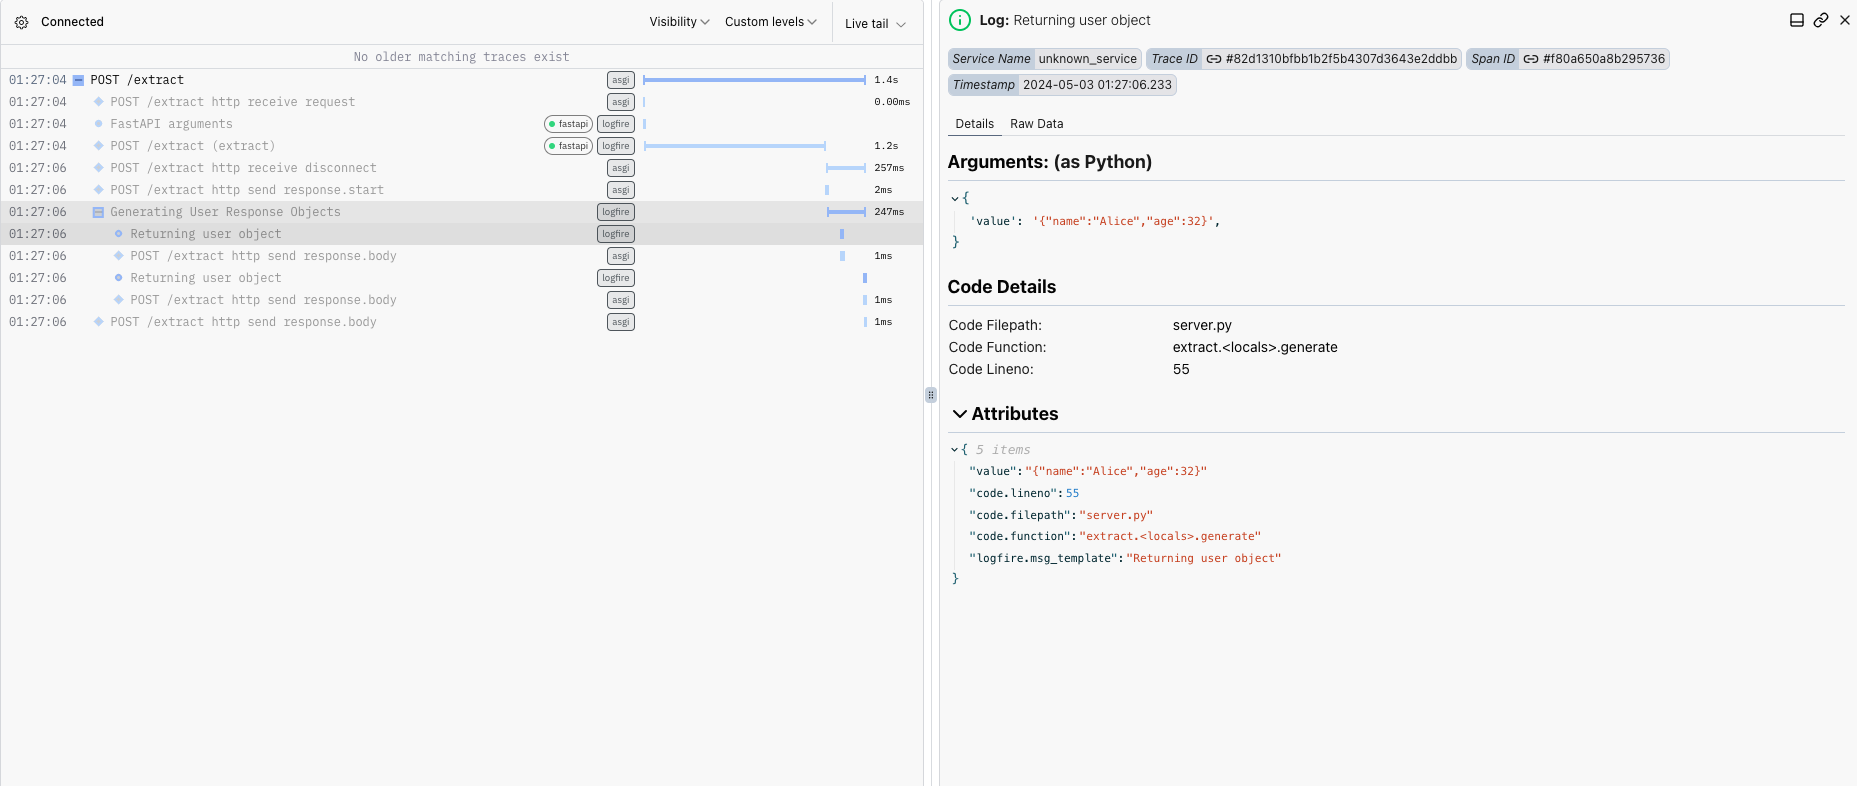 Connected Visibility Custom levels Live tail
No older matching traces exist
01:27:04 POST /extract asgi 1.4s
01:27:04 POST /extract http receive request asgi 0.00ms
01:27:04 FastAPI arguments fastapi logfire
01:27:04 POST /extract (extract) fastapi logfire 1.2s
01:27:06 POST /extract http receive disconnect asgi 257ms
01:27:06 POST /extract http send response.start asgi 2ms
01:27:06 Generating User Response Objects logfire 247ms
01:27:06 Returning user object logfire
01:27:06 POST /extract http send response.body asgi 1ms
01:27:06 Returning user object logfire
01:27:06 POST /extract http send response.body asgi 1ms
01:27:06 POST /extract http send response.body asgi 1ms
Log: Returning user object
Service Name unknown_service Trace ID #82d1310bfbb1b2f5b4307d3643e2ddbb Span ID #f80a650a8b295736
Timestamp 2024-05-03 01:27:06.233
Details Raw Data
Arguments: (as Python)
{
'value': '{"name":"Alice","age":32}',
}
Code Details
Code Filepath: server.py
Code Function: extract.<locals>.generate
Code Lineno: 55
Attributes
{ 5 items
"value":"{"name":"Alice","age":32}"
"code.lineno":55
"code.filepath":"server.py"
"code.function":"extract.<locals>.generate"
"logfire.msg_template":"Returning user object"
}